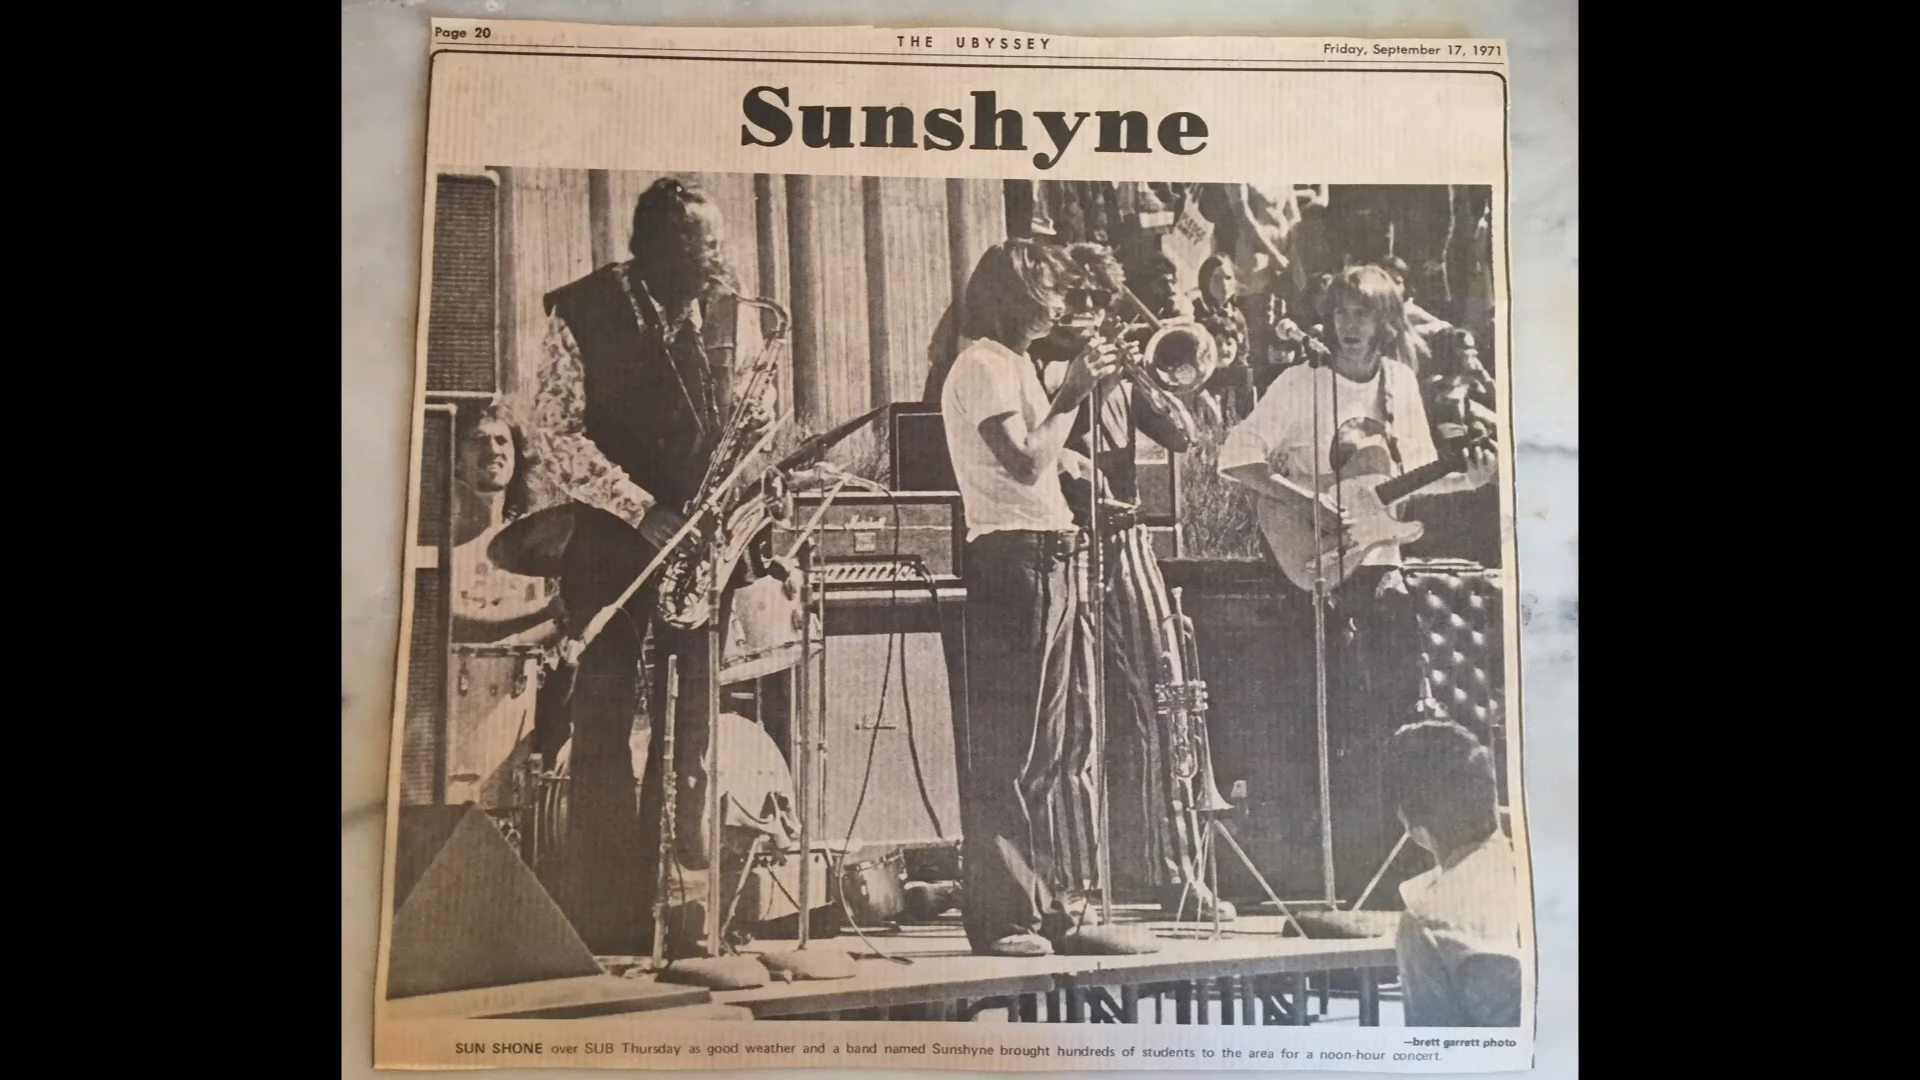 Page 20
THE UBYSSEY
Friday, September 17, 1971
Sunshyne
Marshall
—brett garrett photo
SUN SHONE over SUB Thursday as good weather and a band named Sunshyne brought hundreds of students to the area for a noon-hour concert.